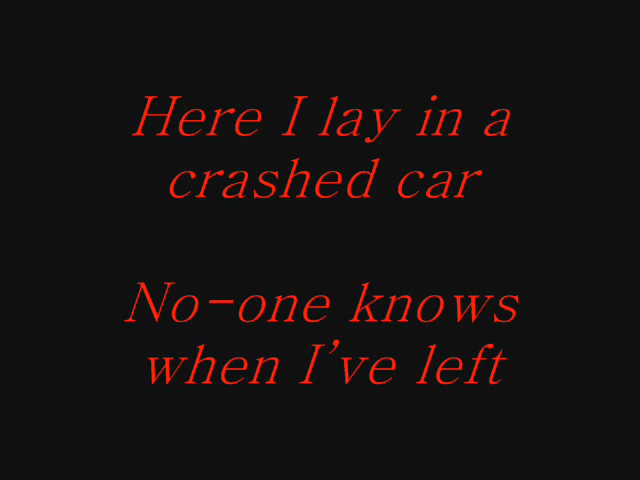 Here I lay in a
crashed car
No-one knows
when I've left